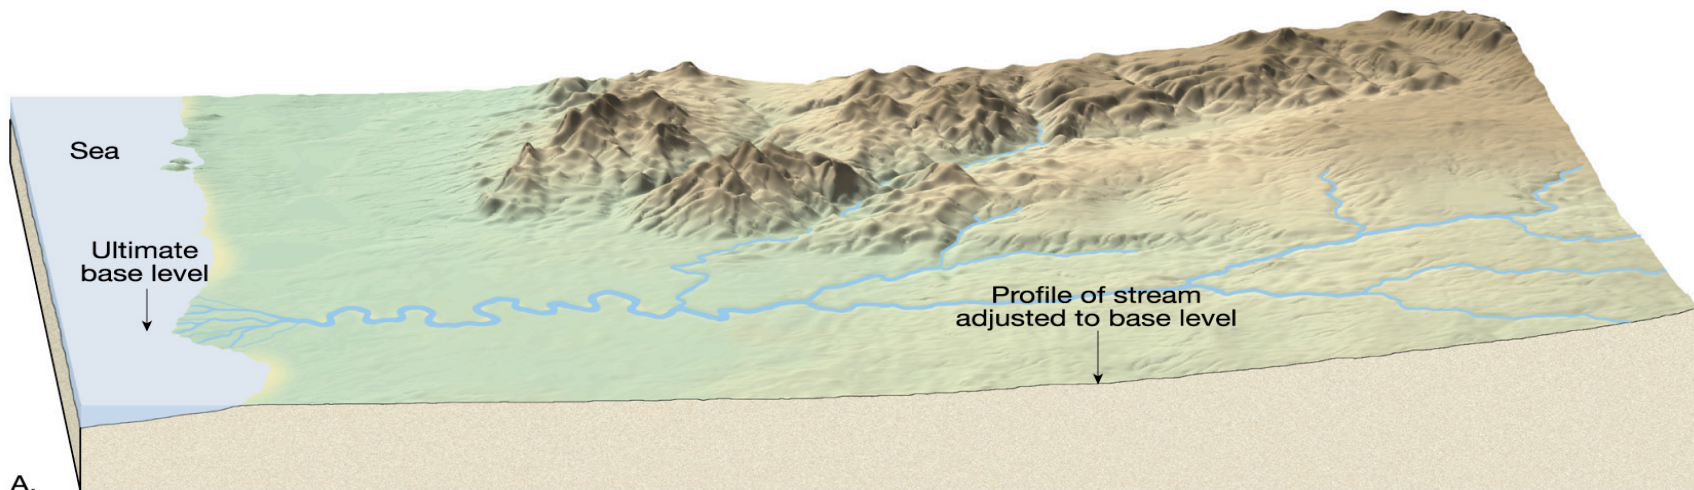 Sea
Ultimate
base level
Profile of stream
adjusted to base level
A.